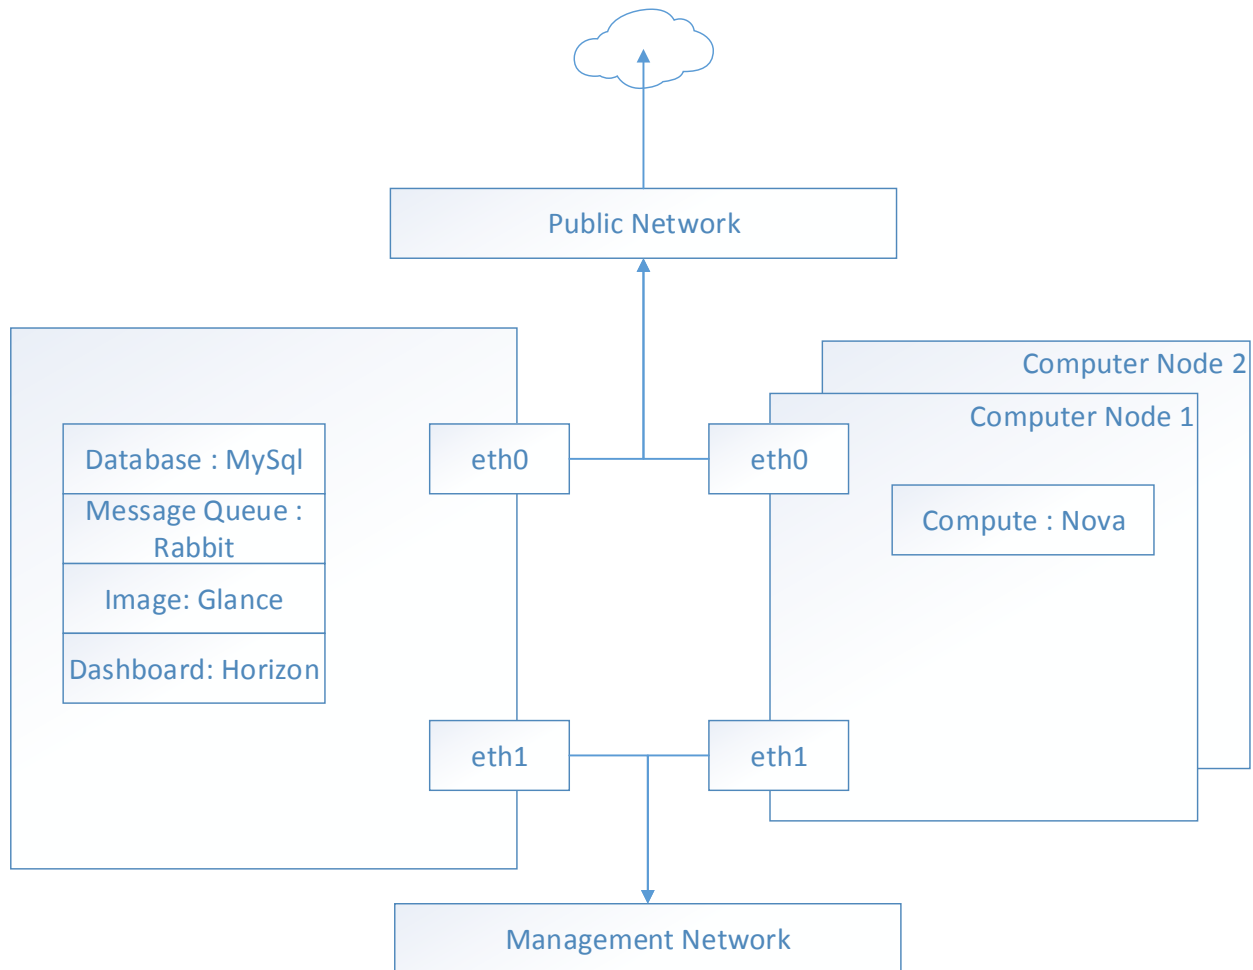 Public Network
Computer Node 2
Computer Node 1
Database : MySql
Message Queue :
Rabbit
Image: Glance
Dashboard: Horizon
eth0
eth0
Compute : Nova
eth1
eth1
Management Network